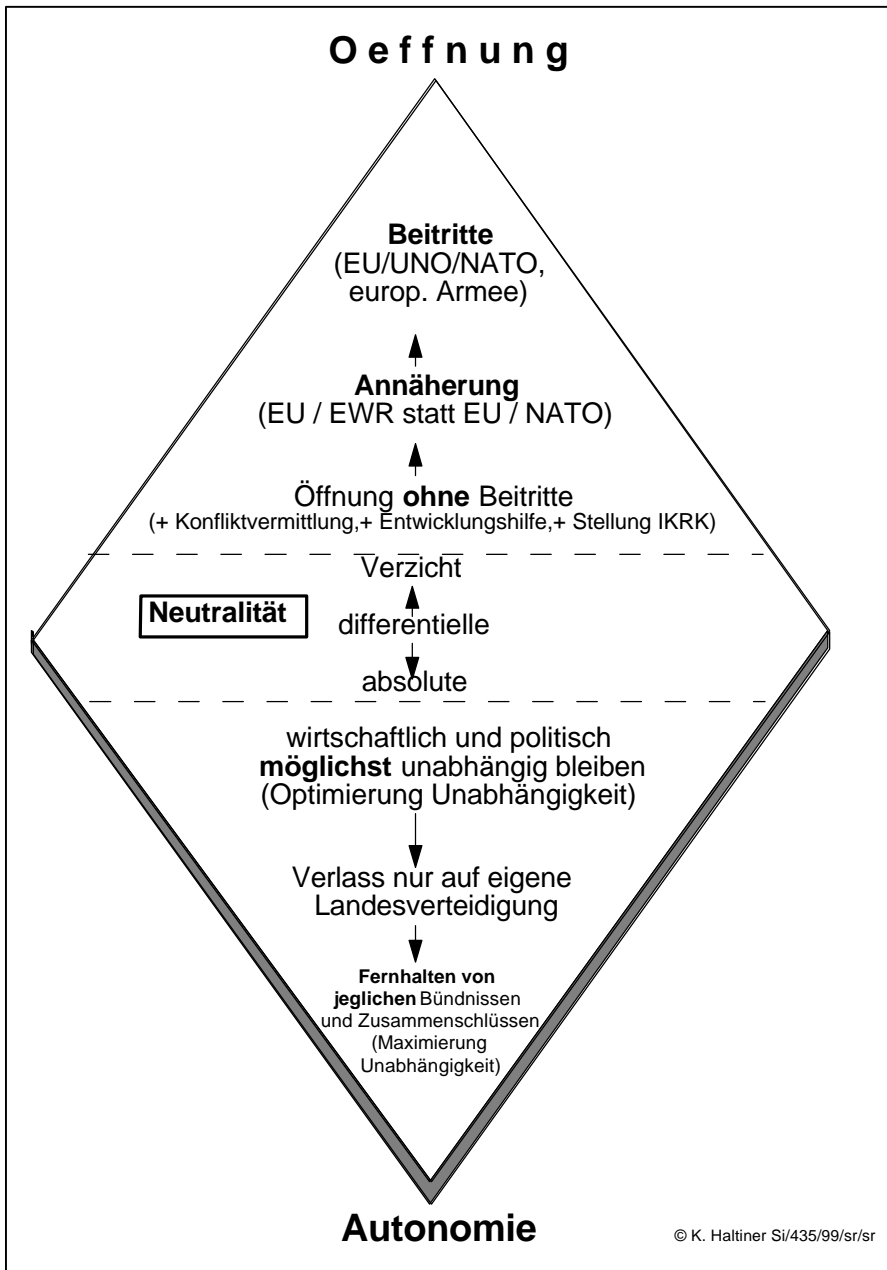 Oeffnung
Beitritte
(EU/UNO/NATO,
europ. Armee)
Annäherung
(EU / EWR statt EU / NATO)
Öffnung ohne Beitritte
(+ Konfliktvermittlung,+ Entwicklungshilfe,+ Stellung IKRK)
Verzicht
Neutralität
differentielle
absolute
wirtschaftlich und politisch
möglichst unabhängig bleiben
(Optimierung Unabhängigkeit)
Verlass nur auf eigene
Landesverteidigung
Fernhalten von
jeglichen Bündnissen
und Zusammenschlüssen
(Maximierung
Unabhängigkeit)
Autonomie
© K. Haltiner Si/435/99/sr/sr